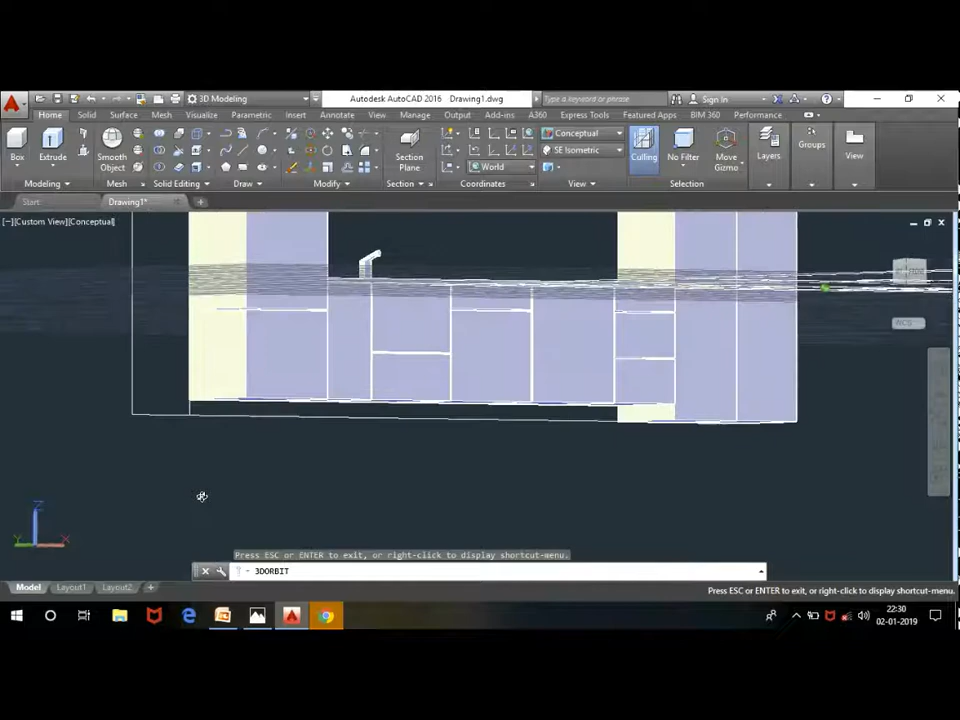 3D Modeling
Autodesk AutoCAD 2016 Drawing1.dwg
Type a keyword or phrase
Sign In
Home Solid Surface Mesh Visualize Parametric Insert Annotate View Manage Output Add-ins A360 Express Tools Featured Apps BIM 360 Performance
Box
Extrude
Smooth
Object
Section
Plane
World
Conceptual
SE Isometric
Culling
No Filter
Move
Gizmo
Layers
Groups
View
Modeling Mesh Solid Editing Draw Modify Section Coordinates View Selection
Start Drawing1*
[−][Custom View][Conceptual]
WCS
Z
Y
X
Press ESC or ENTER to exit, or right-click to display shortcut-menu.
3DORBIT
Model Layout1 Layout2
Press ESC or ENTER to exit, or right-click to display shortcut-menu.
22:30
02-01-2019